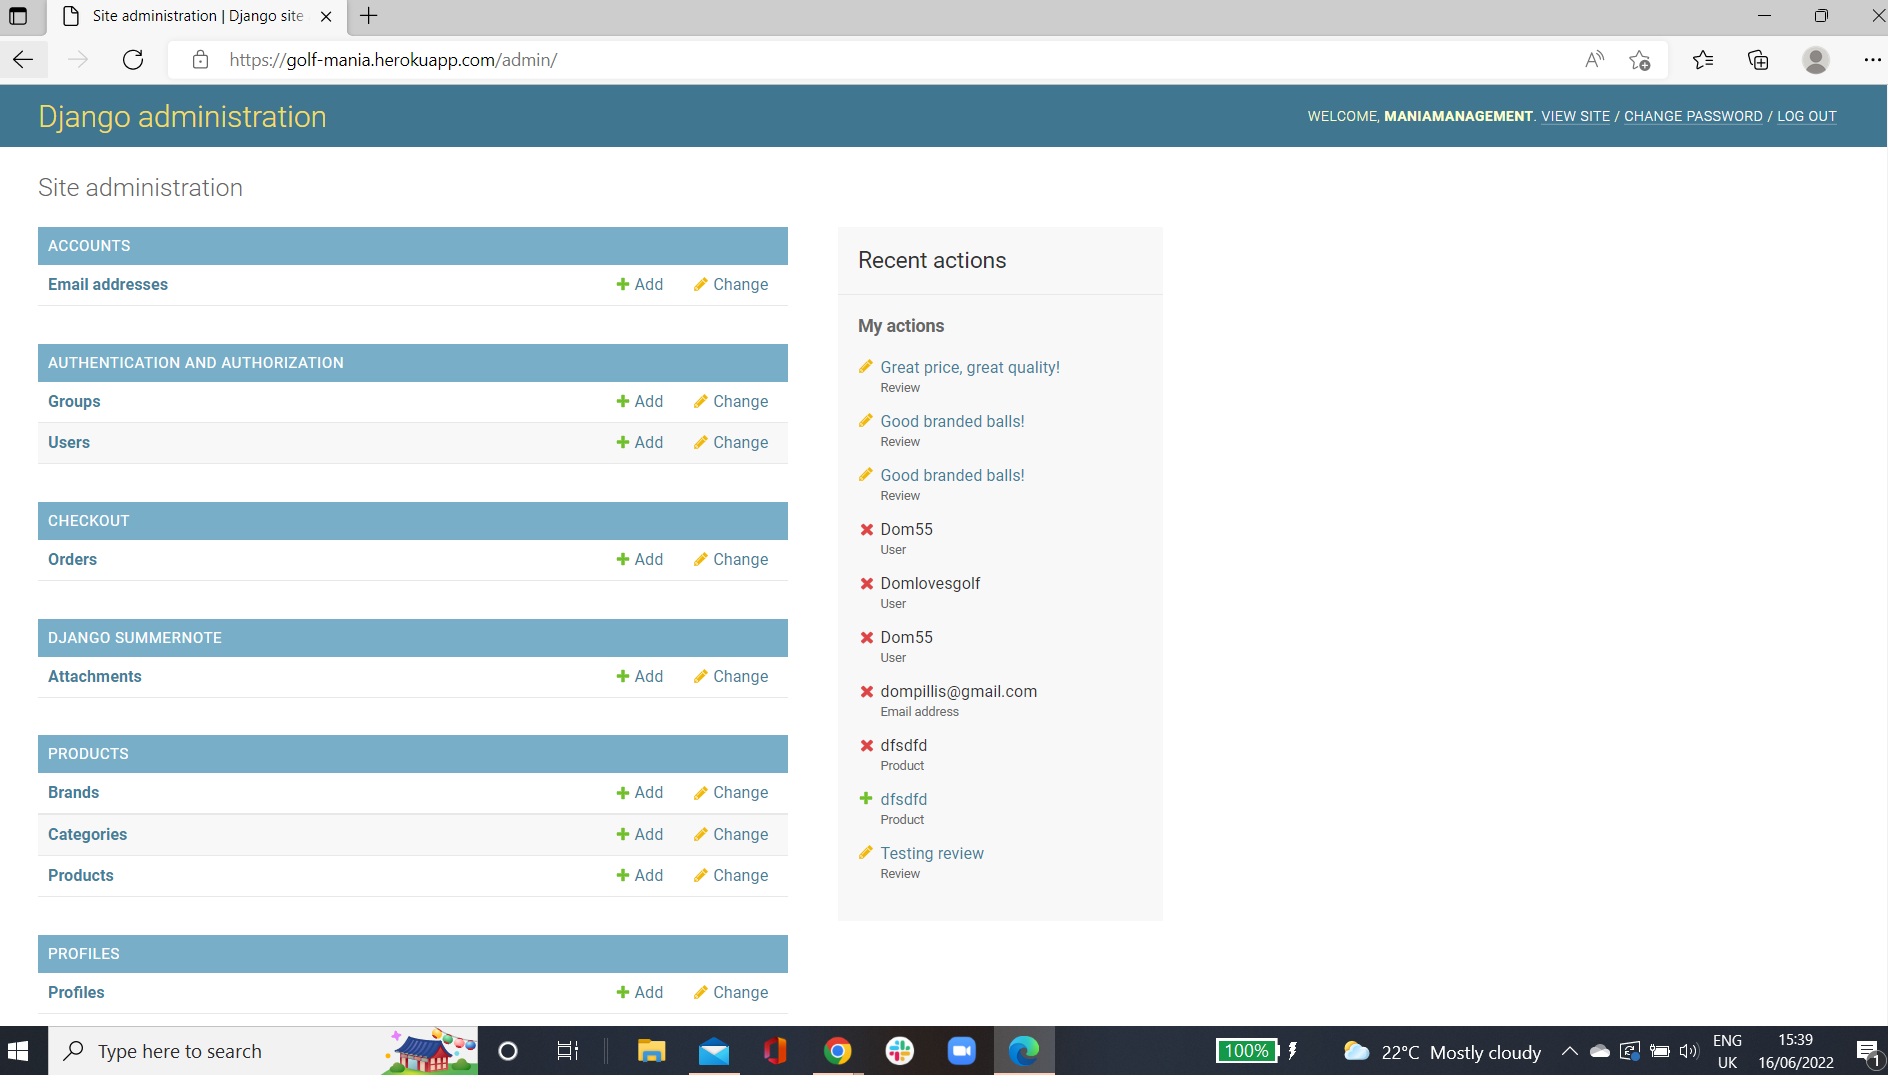 Site administration | Django site
https://golf-mania.herokuapp.com/admin/
Django administration
WELCOME, MANIAMANAGEMENT. VIEW SITE / CHANGE PASSWORD / LOG OUT
Site administration
ACCOUNTS
Email addresses Add Change
AUTHENTICATION AND AUTHORIZATION
Groups Add Change
Users Add Change
CHECKOUT
Orders Add Change
DJANGO SUMMERNOTE
Attachments Add Change
PRODUCTS
Brands Add Change
Categories Add Change
Products Add Change
PROFILES
Profiles Add Change
Recent actions
My actions
Great price, great quality!
Review
Good branded balls!
Review
Good branded balls!
Review
Dom55
User
Domlovesgolf
User
Dom55
User
dompillis@gmail.com
Email address
dfsdfd
Product
dfsdfd
Product
Testing review
Review
Type here to search
100%
22°C Mostly cloudy
ENG
UK
15:39
16/06/2022
1